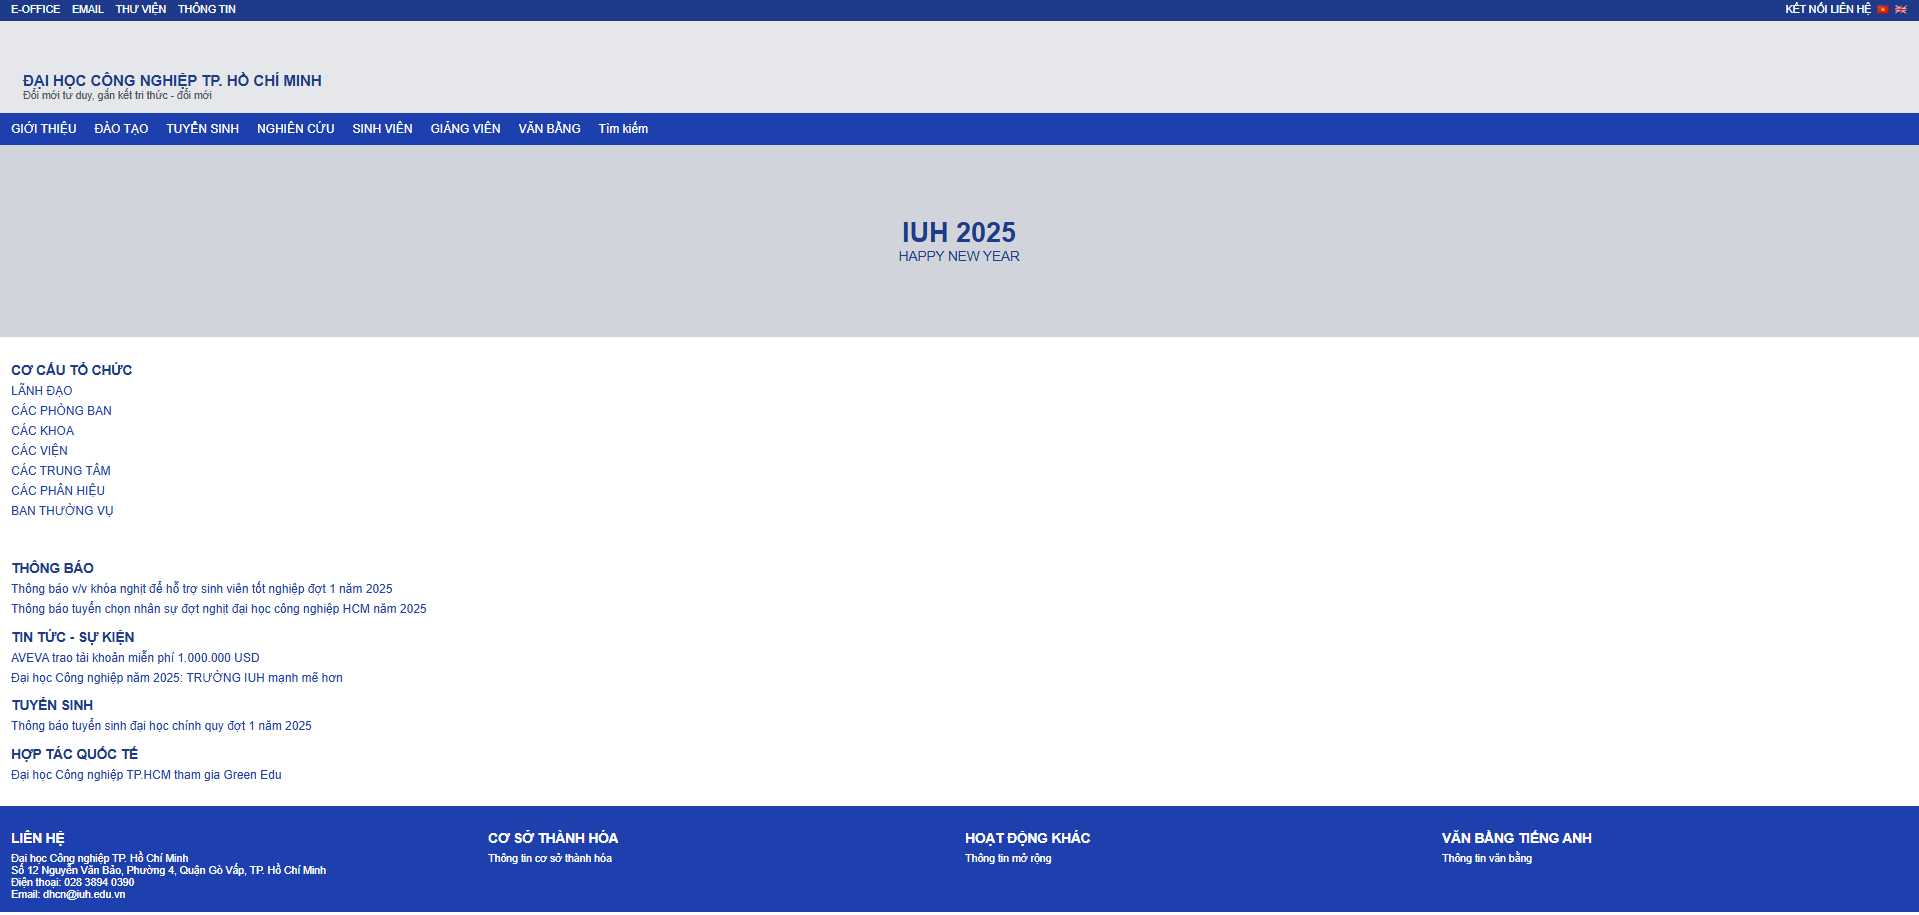 E-OFFICE EMAIL THƯ VIỆN THÔNG TIN KẾT NỐI LIÊN HỆ
ĐẠI HỌC CÔNG NGHIỆP TP. HỒ CHÍ MINH
Đổi mới tư duy, gắn kết tri thức - đổi mới
GIỚI THIỆU ĐÀO TẠO TUYỂN SINH NGHIÊN CỨU SINH VIÊN GIẢNG VIÊN VĂN BẰNG Tìm kiếm
IUH 2025
HAPPY NEW YEAR
CƠ CẤU TỔ CHỨC
LÃNH ĐẠO
CÁC PHÒNG BAN
CÁC KHOA
CÁC VIỆN
CÁC TRUNG TÂM
CÁC PHÂN HIỆU
BAN THƯỜNG VỤ
THÔNG BÁO
Thông báo v/v khóa nghịt để hỗ trợ sinh viên tốt nghiệp đợt 1 năm 2025
Thông báo tuyển chọn nhân sự đợt nghịt đại học công nghiệp HCM năm 2025
TIN TỨC - SỰ KIỆN
AVEVA trao tài khoản miễn phí 1.000.000 USD
Đại học Công nghiệp năm 2025: TRƯỜNG IUH mạnh mẽ hơn
TUYỂN SINH
Thông báo tuyển sinh đại học chính quy đợt 1 năm 2025
HỢP TÁC QUỐC TẾ
Đại học Công nghiệp TP.HCM tham gia Green Edu
LIÊN HỆ
Đại học Công nghiệp TP. Hồ Chí Minh
Số 12 Nguyễn Văn Bảo, Phường 4, Quận Gò Vấp, TP. Hồ Chí Minh
Điện thoại: 028 3894 0390
Email: dhcn@iuh.edu.vn
CƠ SỞ THÀNH HÓA
Thông tin cơ sở thành hóa
HOẠT ĐỘNG KHÁC
Thông tin mở rộng
VĂN BẰNG TIẾNG ANH
Thông tin văn bằng